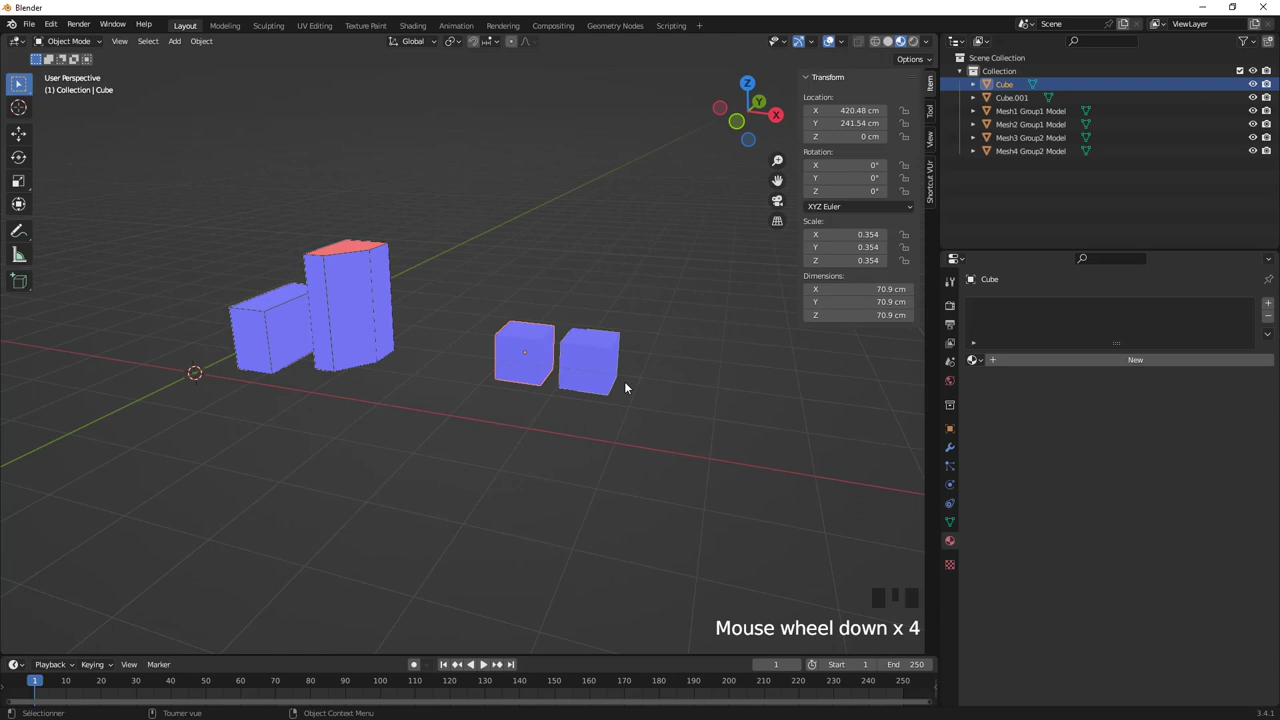 Blender
File Edit Render Window Help Layout Modeling Sculpting UV Editing Texture Paint Shading Animation Rendering Compositing Geometry Nodes Scripting + Scene ViewLayer
Object Mode View Select Add Object Global
Options
User Perspective
(1) Collection | Cube
Z
Y
X
Transform
Location:
X 420.48 cm
Y 241.54 cm
Z 0 cm
Rotation:
X 0°
Y 0°
Z 0°
XYZ Euler
Scale:
X 0.354
Y 0.354
Z 0.354
Dimensions:
X 70.9 cm
Y 70.9 cm
Z 70.9 cm
Item
Tool
View
Shortcut VUr
Scene Collection
Collection
Cube
Cube.001
Mesh1 Group1 Model
Mesh2 Group1 Model
Mesh3 Group2 Model
Mesh4 Group2 Model
Cube
New
Mouse wheel down x 4
Playback Keying View Marker 1 Start 1 End 250
1 10 20 30 40 50 60 70 80 90 100 110 120 130 140 150 160 170 180 190 200 210 220 230 240 250
Sélectionner Tourner vue Object Context Menu 3.4.1